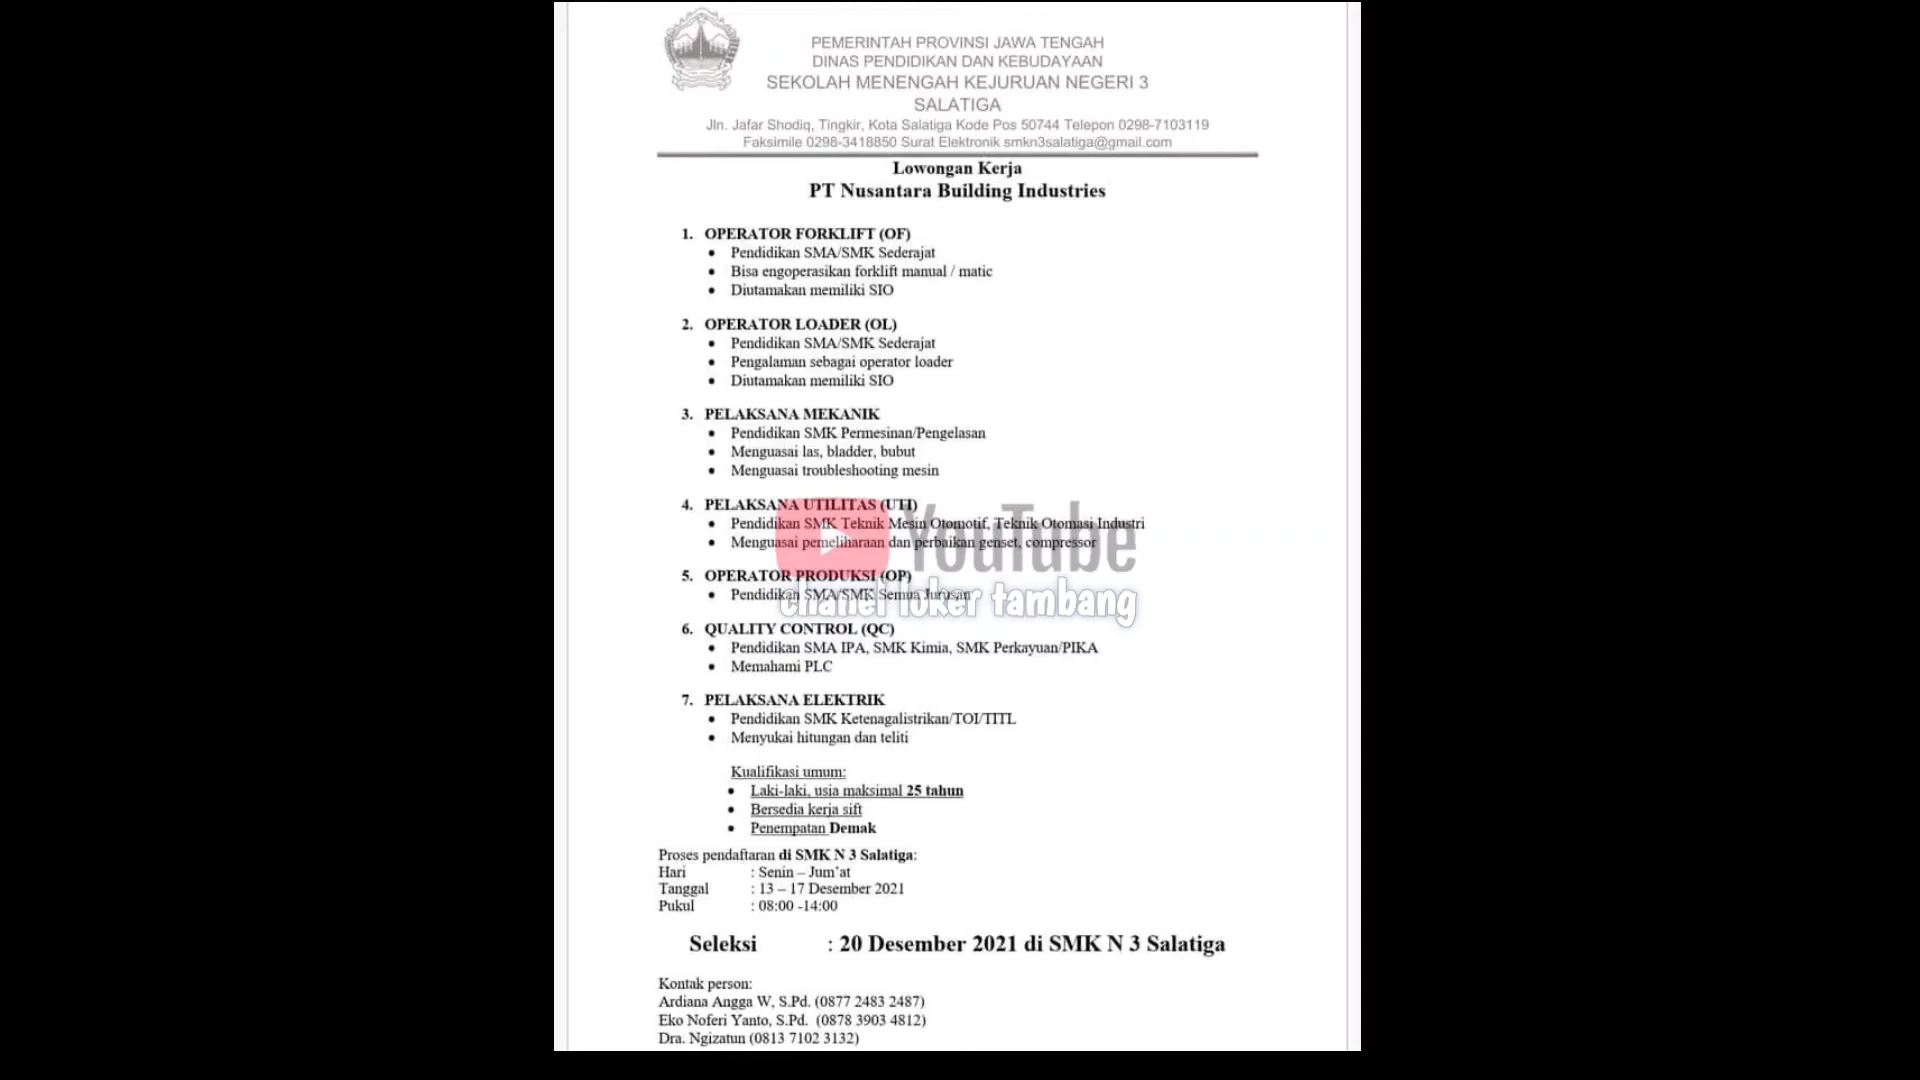 PEMERINTAH PROVINSI JAWA TENGAH
DINAS PENDIDIKAN DAN KEBUDAYAAN
SEKOLAH MENENGAH KEJURUAN NEGERI 3
SALATIGA
Jln. Jafar Shodiq, Tingkir, Kota Salatiga Kode Pos 50744 Telepon 0298-7103119
Faksimile 0298-3418850 Surat Elektronik smkn3salatiga@gmail.com
Lowongan Kerja
PT Nusantara Building Industries
1. OPERATOR FORKLIFT (OF)
• Pendidikan SMA/SMK Sederajat
• Bisa engoperasikan forklift manual / matic
• Diutamakan memiliki SIO
2. OPERATOR LOADER (OL)
• Pendidikan SMA/SMK Sederajat
• Pengalaman sebagai operator loader
• Diutamakan memiliki SIO
3. PELAKSANA MEKANIK
• Pendidikan SMK Permesinan/Pengelasan
• Menguasai las, bladder, bubut
• Menguasai troubleshooting mesin
4. PELAKSANA UTILITAS (UTI)
• Pendidikan SMK Teknik Mesin Otomotif, Teknik Otomasi Industri
• Menguasai pemeliharaan dan perbaikan genset, compressor
YouTube
5. OPERATOR PRODUKSI (OP)
• Pendidikan SMA/SMK Semua Jurusan
chanel loker tambang
6. QUALITY CONTROL (QC)
• Pendidikan SMA IPA, SMK Kimia, SMK Perkayuan/PIKA
• Memahami PLC
7. PELAKSANA ELEKTRIK
• Pendidikan SMK Ketenagalistrikan/TOI/TITL
• Menyukai hitungan dan teliti
Kualifikasi umum:
• Laki-laki, usia maksimal 25 tahun
• Bersedia kerja sift
• Penempatan Demak
Proses pendaftaran di SMK N 3 Salatiga:
Hari : Senin – Jum'at
Tanggal : 13 – 17 Desember 2021
Pukul : 08:00 -14:00
Seleksi : 20 Desember 2021 di SMK N 3 Salatiga
Kontak person:
Ardiana Angga W, S.Pd. (0877 2483 2487)
Eko Noferi Yanto, S.Pd. (0878 3903 4812)
Dra. Ngizatun (0813 7102 3132)